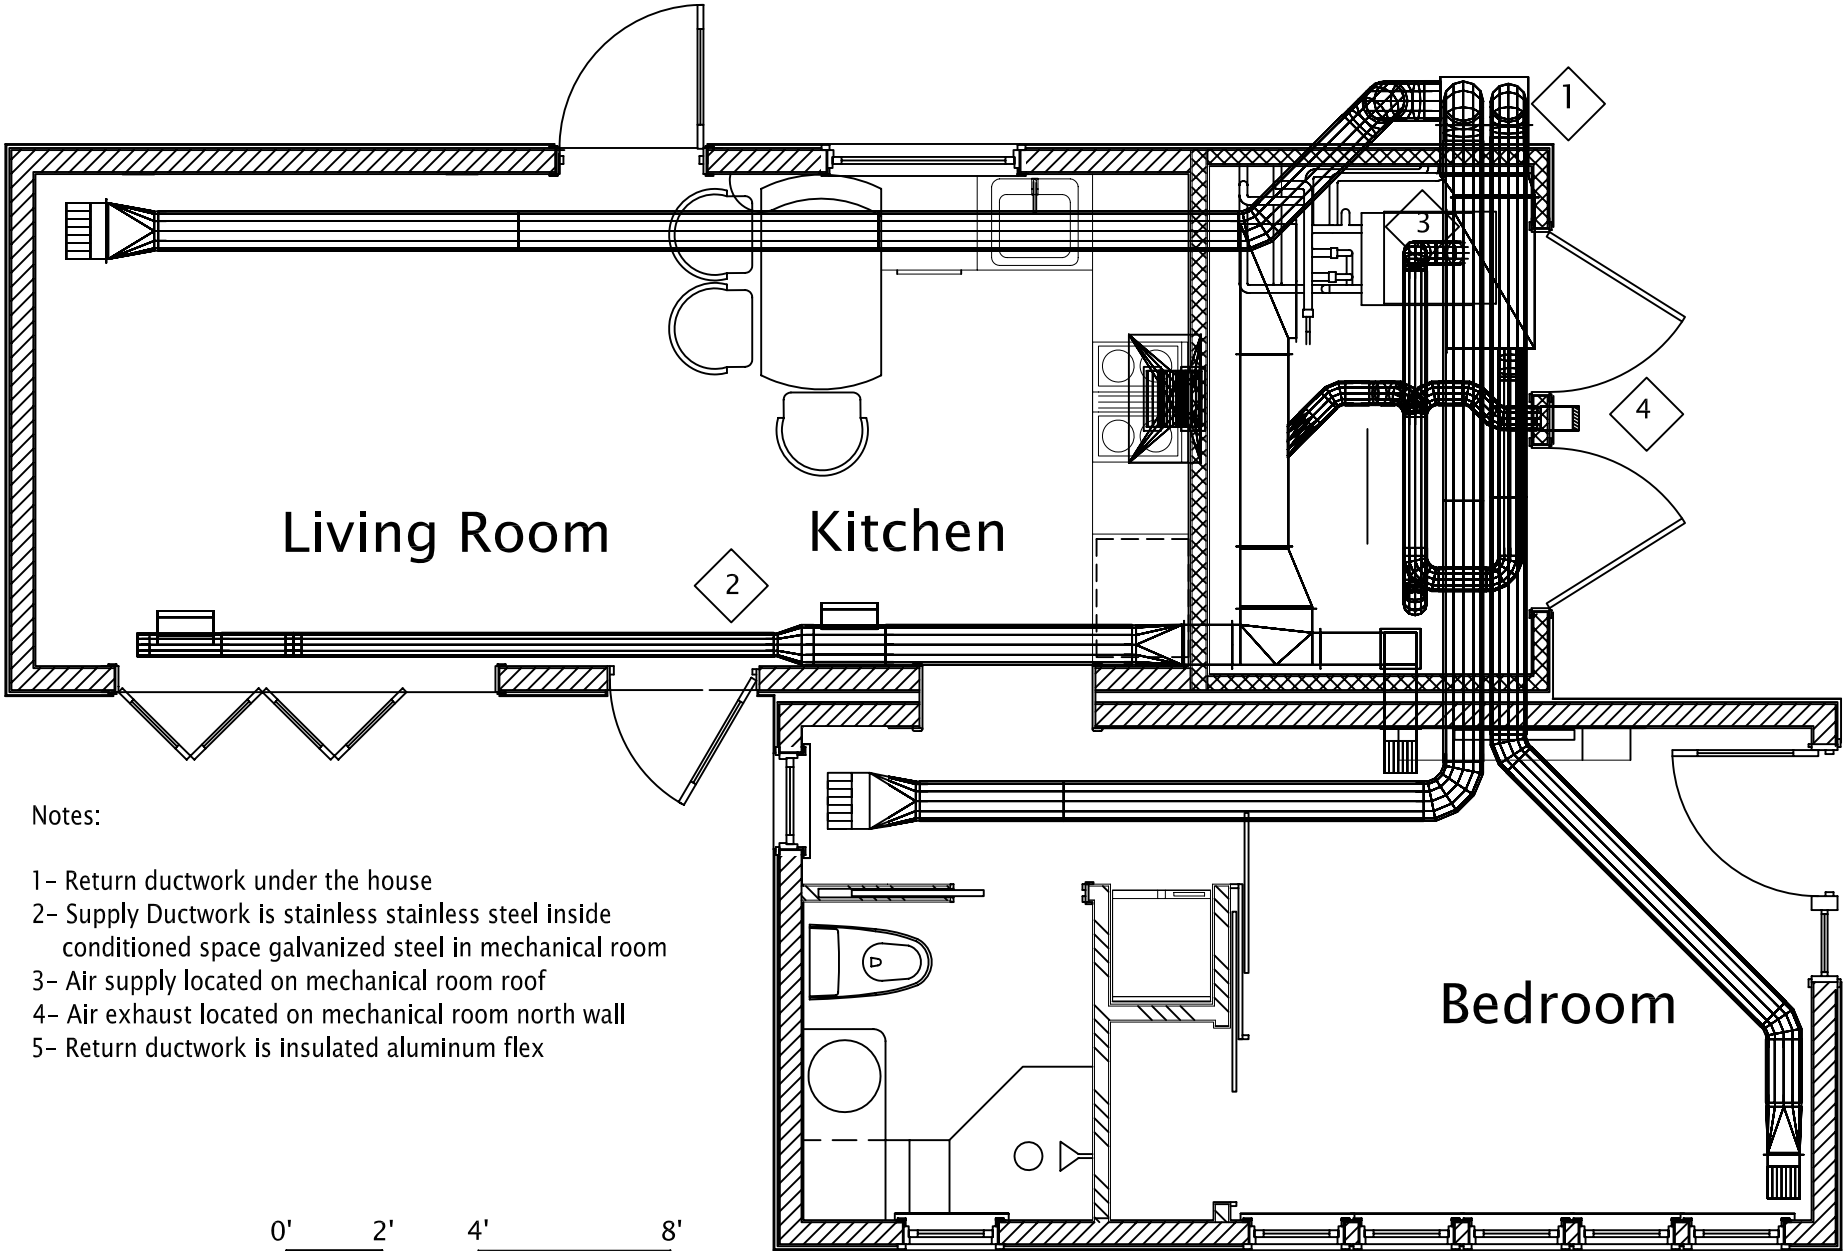 1
3
4
Living Room
Kitchen
2
Notes:
1- Return ductwork under the house
2- Supply Ductwork is stainless stainless steel inside
conditioned space galvanized steel in mechanical room
3- Air supply located on mechanical room roof
4- Air exhaust located on mechanical room north wall
5- Return ductwork is insulated aluminum flex
Bedroom
0' 2' 4' 8'